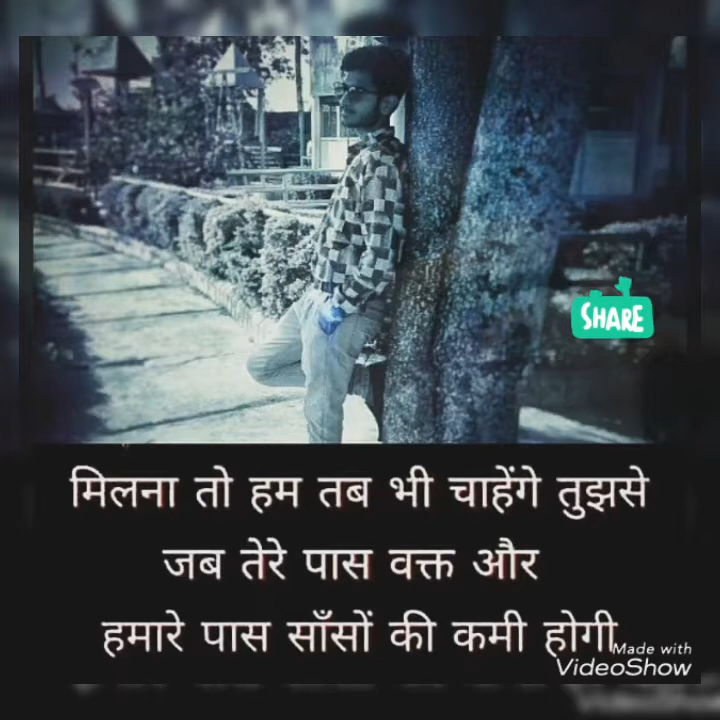 SHARE
मिलना तो हम तब भी चाहेंगे तुझसे
जब तेरे पास वक्त और
हमारे पास साँसों की कमी होगी
Made with
VideoShow